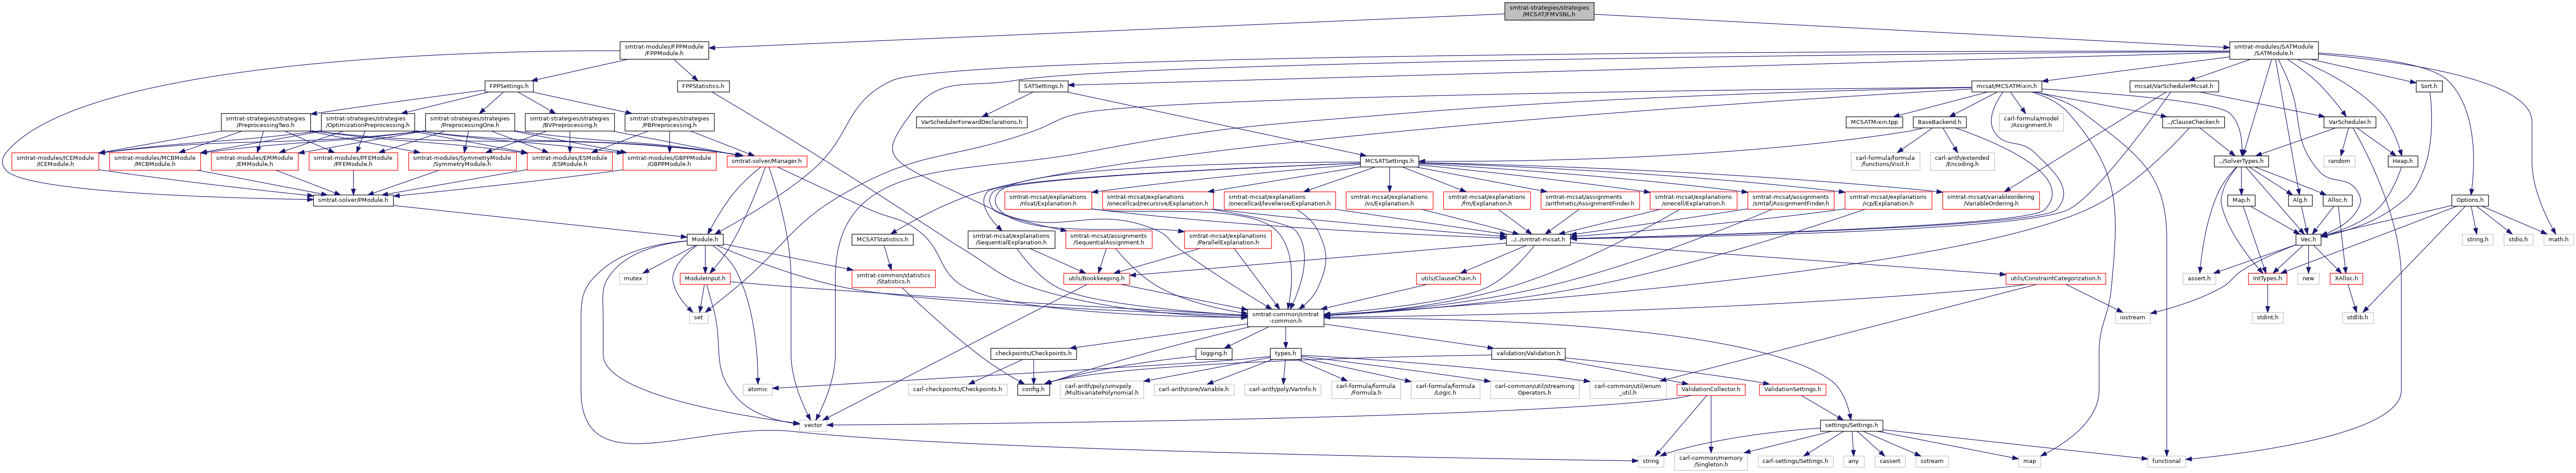 smtrat-strategies/strategies
/MCSAT/FMVSNL.h
smtrat-modules/FPPModule
/FPPModule.h
smtrat-modules/SATModule
/SATModule.h
FPPSettings.h
FPPStatistics.h
SATSettings.h
mcsat/MCSATMixin.h
mcsat/VarSchedulerMcsat.h
Sort.h
smtrat-strategies/strategies
/PreprocessingTwo.h
smtrat-strategies/strategies
/OptimizationPreprocessing.h
smtrat-strategies/strategies
/PreprocessingOne.h
smtrat-strategies/strategies
/BVPreprocessing.h
smtrat-strategies/strategies
/PBPreprocessing.h
VarSchedulerForwardDeclarations.h
MCSATMixin.tpp
BaseBackend.h
carl-formula/model
/Assignment.h
../ClauseChecker.h
VarScheduler.h
smtrat-modules/ICEModule
/ICEModule.h
smtrat-modules/MCBModule
/MCBModule.h
smtrat-modules/EMModule
/EMModule.h
smtrat-modules/PFEModule
/PFEModule.h
smtrat-modules/SymmetryModule
/SymmetryModule.h
smtrat-modules/ESModule
/ESModule.h
smtrat-modules/GBPPModule
/GBPPModule.h
smtrat-solver/Manager.h
MCSATSettings.h
carl-formula/formula
/functions/Visit.h
carl-arith/extended
/Encoding.h
../SolverTypes.h
random
Heap.h
smtrat-solver/PModule.h
smtrat-mcsat/explanations
/nlsat/Explanation.h
smtrat-mcsat/explanations
/onecellcad/recursive/Explanation.h
smtrat-mcsat/explanations
/onecellcad/levelwise/Explanation.h
smtrat-mcsat/explanations
/vs/Explanation.h
smtrat-mcsat/explanations
/fm/Explanation.h
smtrat-mcsat/assignments
/arithmetic/AssignmentFinder.h
smtrat-mcsat/explanations
/onecell/Explanation.h
smtrat-mcsat/assignments
/smtaf/AssignmentFinder.h
smtrat-mcsat/explanations
/icp/Explanation.h
smtrat-mcsat/variableordering
/VariableOrdering.h
Map.h
Alg.h
Alloc.h
Options.h
Module.h
MCSATStatistics.h
smtrat-mcsat/explanations
/SequentialExplanation.h
smtrat-mcsat/assignments
/SequentialAssignment.h
smtrat-mcsat/explanations
/ParallelExplanation.h
../../smtrat-mcsat.h
Vec.h
string.h
stdio.h
math.h
mutex
ModuleInput.h
smtrat-common/statistics
/Statistics.h
utils/Bookkeeping.h
utils/ClauseChain.h
utils/ConstraintCategorization.h
assert.h
IntTypes.h
new
XAlloc.h
set
smtrat-common/smtrat
-common.h
iostream
stdint.h
stdlib.h
checkpoints/Checkpoints.h
logging.h
types.h
validation/Validation.h
atomic
carl-checkpoints/Checkpoints.h
config.h
carl-arith/poly/umvpoly
/MultivariatePolynomial.h
carl-arith/core/Variable.h
carl-arith/poly/VarInfo.h
carl-formula/formula
/Formula.h
carl-formula/formula
/Logic.h
carl-common/util/streaming
Operators.h
carl-common/util/enum
_util.h
ValidationCollector.h
ValidationSettings.h
vector
settings/Settings.h
string
carl-common/memory
/Singleton.h
carl-settings/Settings.h
any
cassert
sstream
map
functional